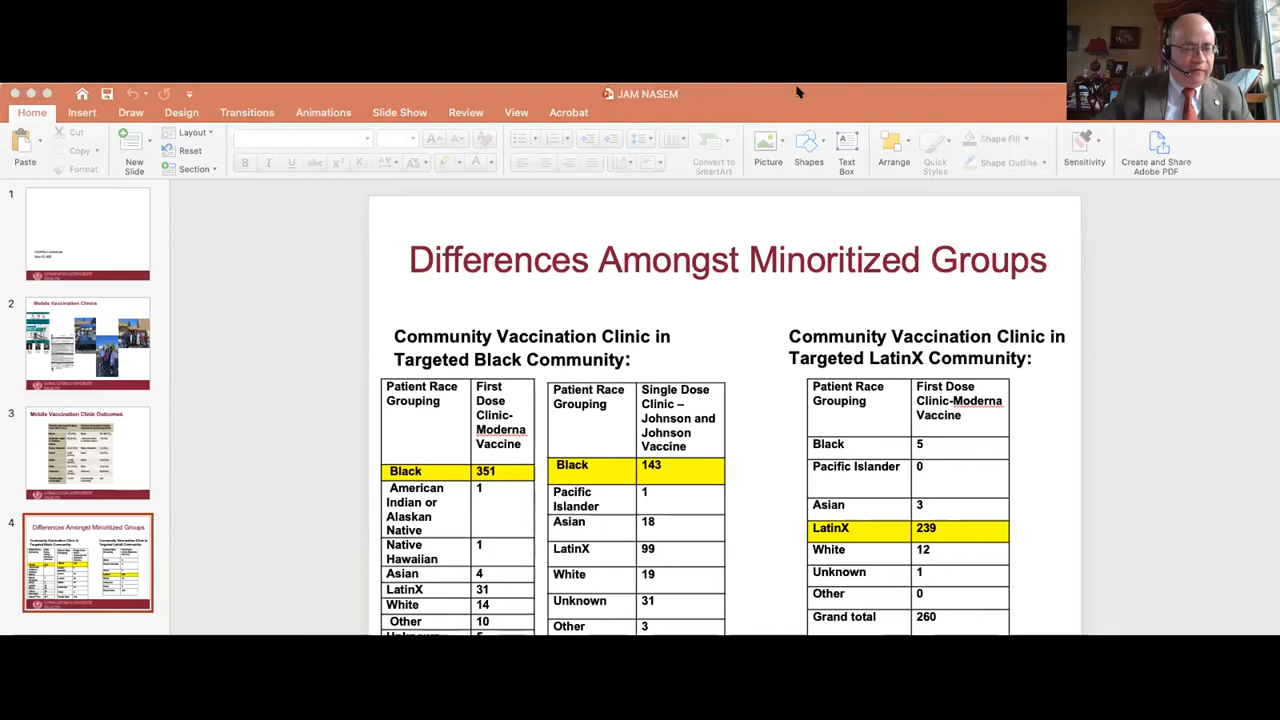 JAM NASEM
Home Insert Draw Design Transitions Animations Slide Show Review View Acrobat
Paste
Cut
Copy
Format
New
Slide
Layout
Reset
Section
B I U abc
Convert to
SmartArt
Picture
Shapes
Text
Box
Arrange
Quick
Styles
Shape Fill
Shape Outline
Sensitivity
Create and Share
Adobe PDF
1
2
Mobile Vaccination Clinics
3
Mobile Vaccination Clinic Outcomes
4
Differences Amongst Minoritized Groups
Differences Amongst Minoritized Groups
Community Vaccination Clinic in
Targeted Black Community:
Patient Race
Grouping
First
Dose
Clinic-
Moderna
Vaccine
Black 351
American
Indian or
Alaskan
Native
1
Native
Hawaiian
1
Asian 4
LatinX 31
White 14
Other 10
Patient Race
Grouping
Single Dose
Clinic –
Johnson and
Johnson
Vaccine
Black 143
Pacific
Islander
1
Asian 18
LatinX 99
White 19
Unknown 31
Other 3
Community Vaccination Clinic in
Targeted LatinX Community:
Patient Race
Grouping
First Dose
Clinic-Moderna
Vaccine
Black 5
Pacific Islander 0
Asian 3
LatinX 239
White 12
Unknown 1
Other 0
Grand total 260